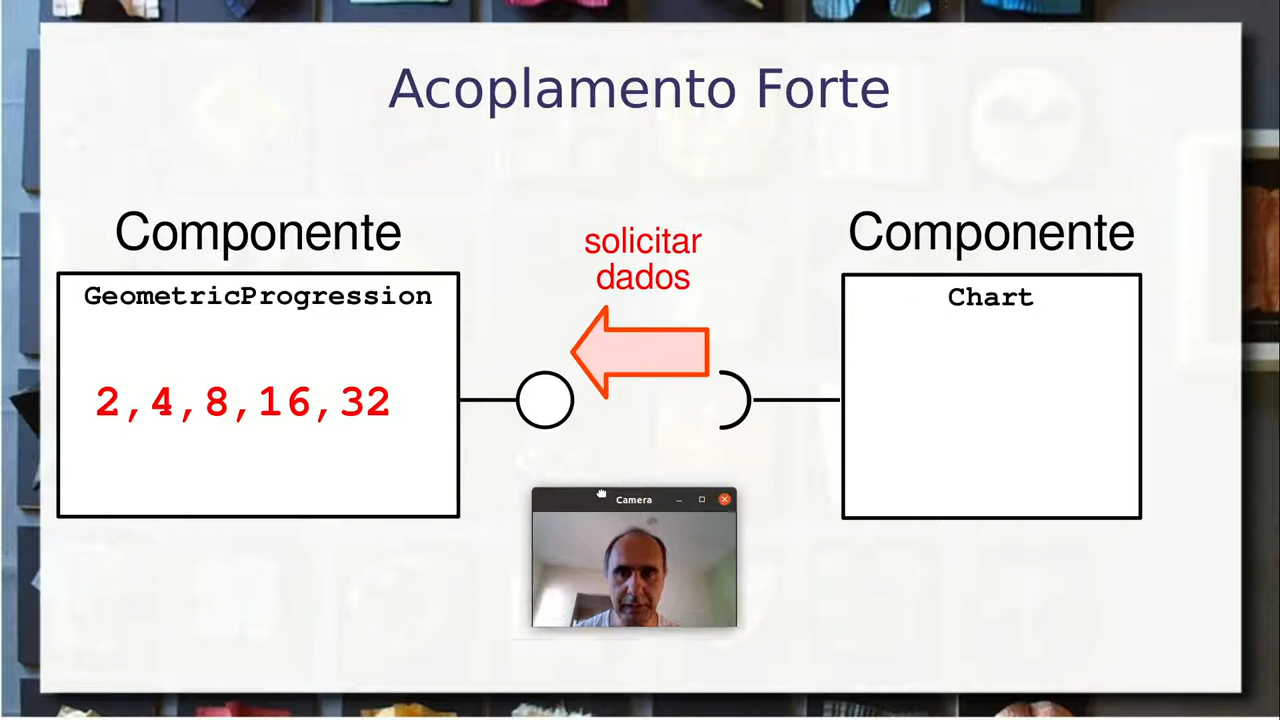 Acoplamento Forte
Componente
solicitar
dados
Componente
GeometricProgression
Chart
2,4,8,16,32
Camera